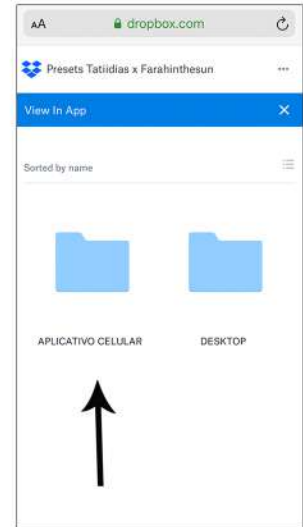 AA dropbox.com
Presets Tatiidias x Farahinthesun ...
View In App ×
Sorted by name
APLICATIVO CELULAR DESKTOP